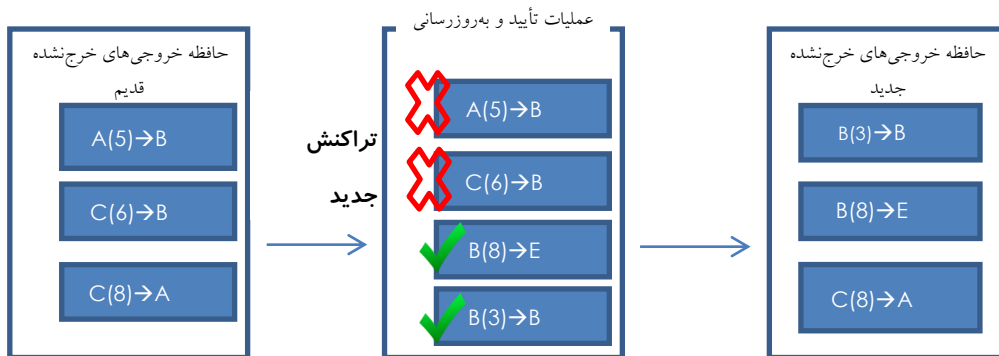 حافظه خروجی‌های خرج‌نشده
قدیم
A(5)→B
C(6)→B
C(8)→A
تراکنش
جدید
عملیات تأیید و به‌روزرسانی
A(5)→B
C(6)→B
B(8)→E
B(3)→B
حافظه خروجی‌های خرج‌نشده
جدید
B(3)→B
B(8)→E
C(8)→A